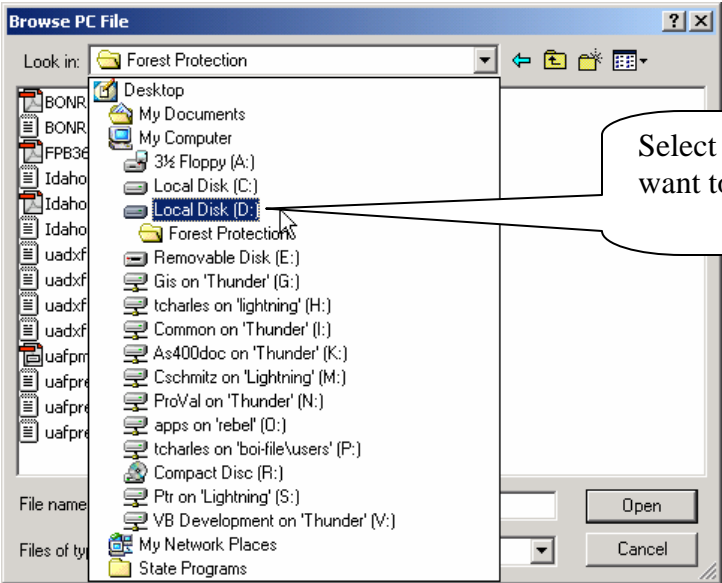 Browse PC File
Look in: Forest Protection
Desktop
My Documents
My Computer
3½ Floppy (A:)
Local Disk (C:)
Local Disk (D:)
Forest Protections
Removable Disk (E:)
Gis on 'Thunder' (G:)
tcharles on 'lightning' (H:)
Common on 'Thunder' (I:)
As400doc on 'Thunder' (K:)
Cschmitz on 'Lightning' (M:)
ProVal on 'Thunder' (N:)
apps on 'rebel' (O:)
tcharles on 'boi-file\users' (P:)
Compact Disc (R:)
Ptr on 'Lightning' (S:)
VB Development on 'Thunder' (V:)
My Network Places
State Programs
BONR
BONR
FPB36
Idaho
Idaho
Idaho
uadxf
uadxf
uadxf
uadxf
uafpm
uafpre
uafpre
uafpre
Select
want to
File name
Open
Files of ty
Cancel